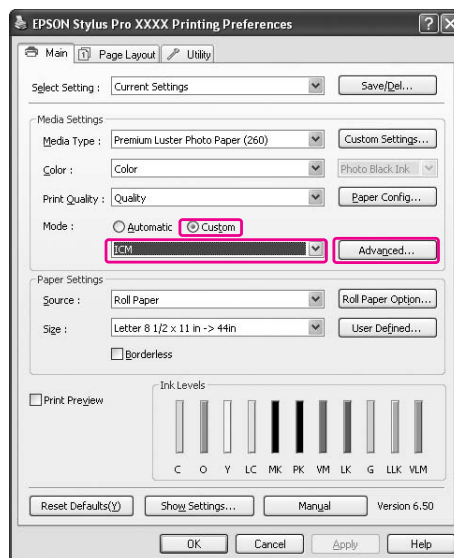 EPSON Stylus Pro XXXX Printing Preferences
Main Page Layout Utility
Select Setting : Current Settings Save/Del...
Media Settings
Media Type : Premium Luster Photo Paper (260) Custom Settings...
Color : Color Photo Black Ink
Print Quality : Quality Paper Config...
Mode : Automatic Custom
ICM Advanced...
Paper Settings
Source : Roll Paper Roll Paper Option...
Size : Letter 8 1/2 x 11 in -> 44in User Defined...
Borderless
Print Preview
Ink Levels
C O Y LC MK PK VM LK G LLK VLM
Reset Defaults(Y) Show Settings... Manual Version 6.50
OK Cancel Apply Help